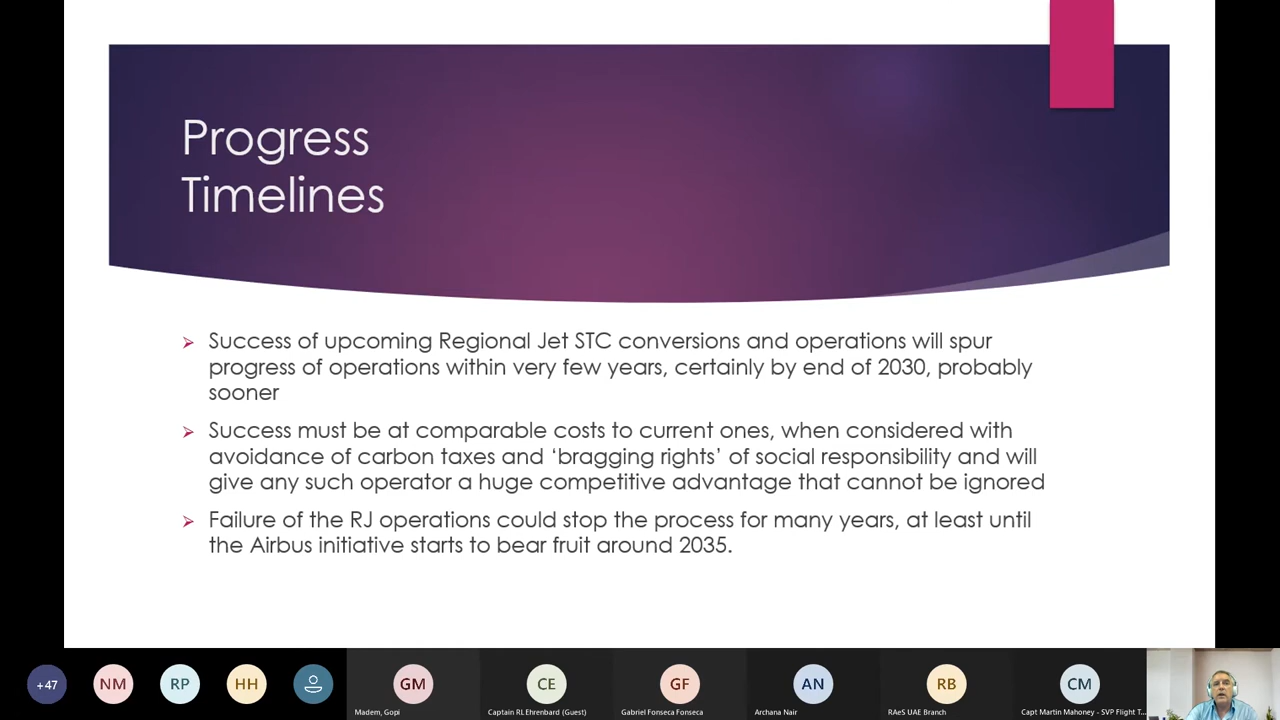 Progress
Timelines
Success of upcoming Regional Jet STC conversions and operations will spur
progress of operations within very few years, certainly by end of 2030, probably
sooner
Success must be at comparable costs to current ones, when considered with
avoidance of carbon taxes and ‘bragging rights’ of social responsibility and will
give any such operator a huge competitive advantage that cannot be ignored
Failure of the RJ operations could stop the process for many years, at least until
the Airbus initiative starts to bear fruit around 2035.
+47 NM RP HH GM CE GF AN RB CM
Madem, Gopi Captain RL Ehrenbard (Guest) Gabriel Fonseca Fonseca Archana Nair RAeS UAE Branch Capt Martin Mahoney - SVP Flight T...